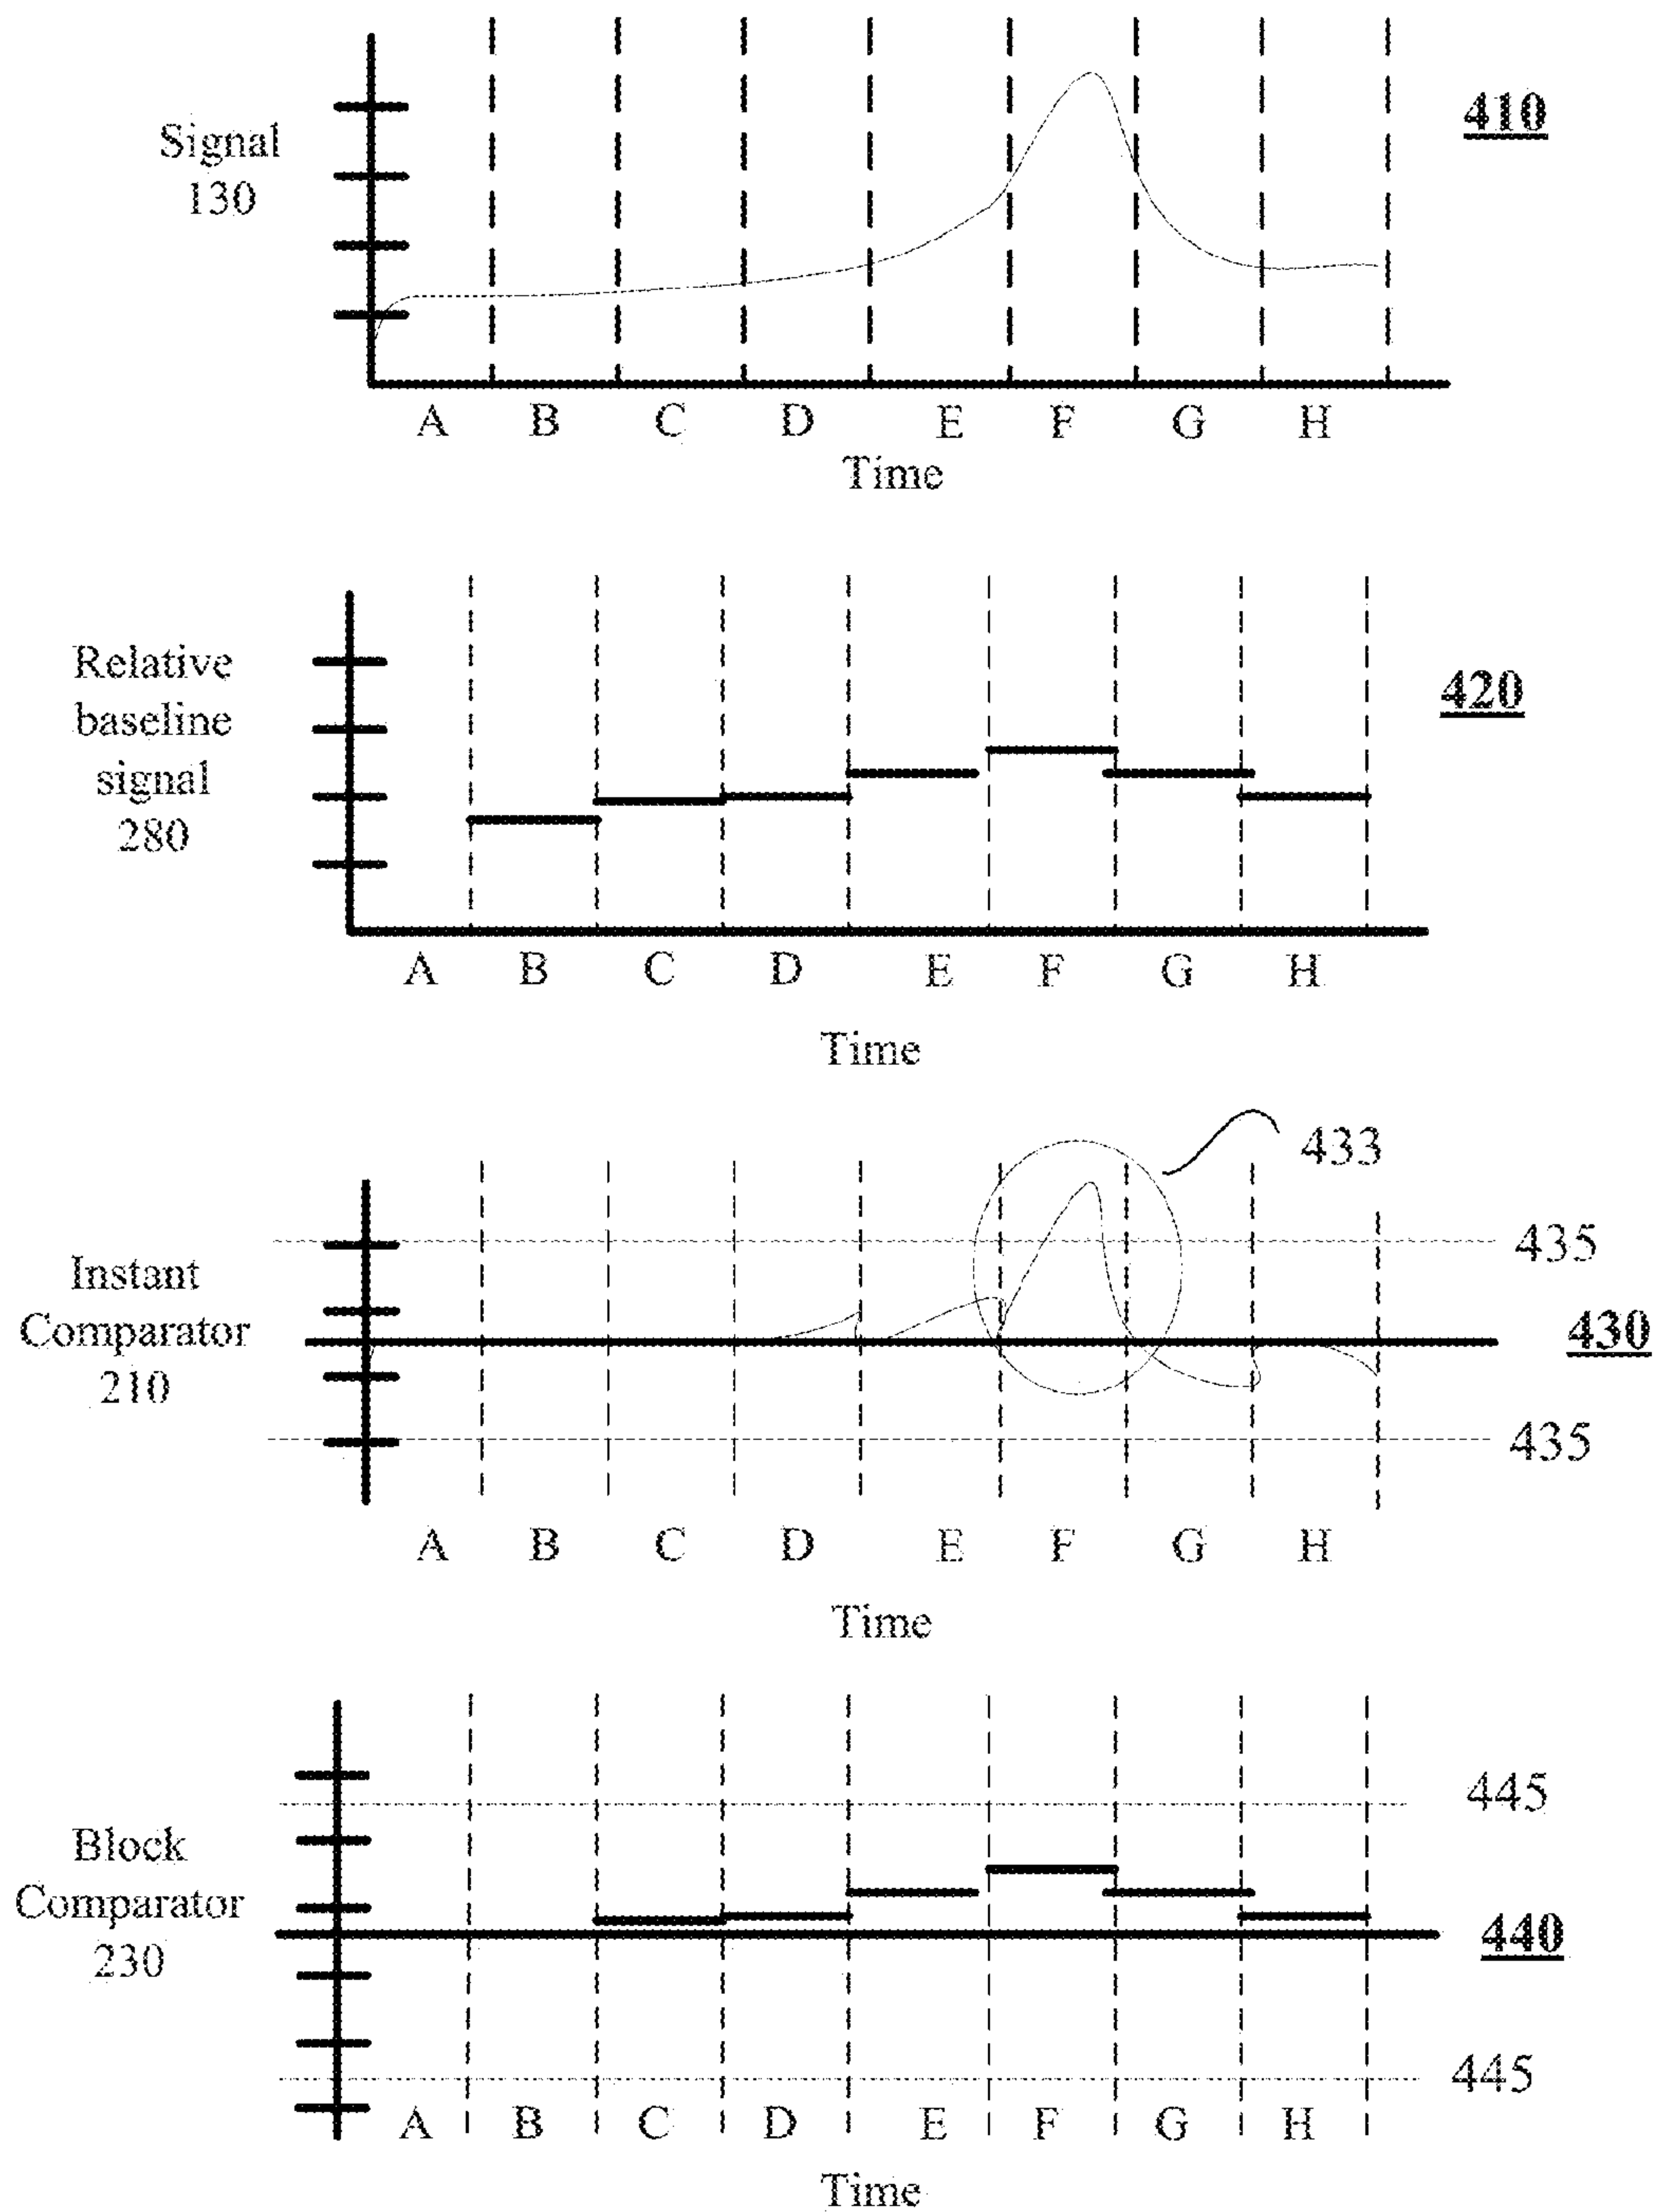 Signal
130
410
A B C D E F G H
Time
Relative
baseline
signal
280
420
A B C D E F G H
Time
433
435
Instant
Comparator
210
430
435
A B C D E F G H
Time
445
Block
Comparator
230
440
445
A B C D E F G H
Time